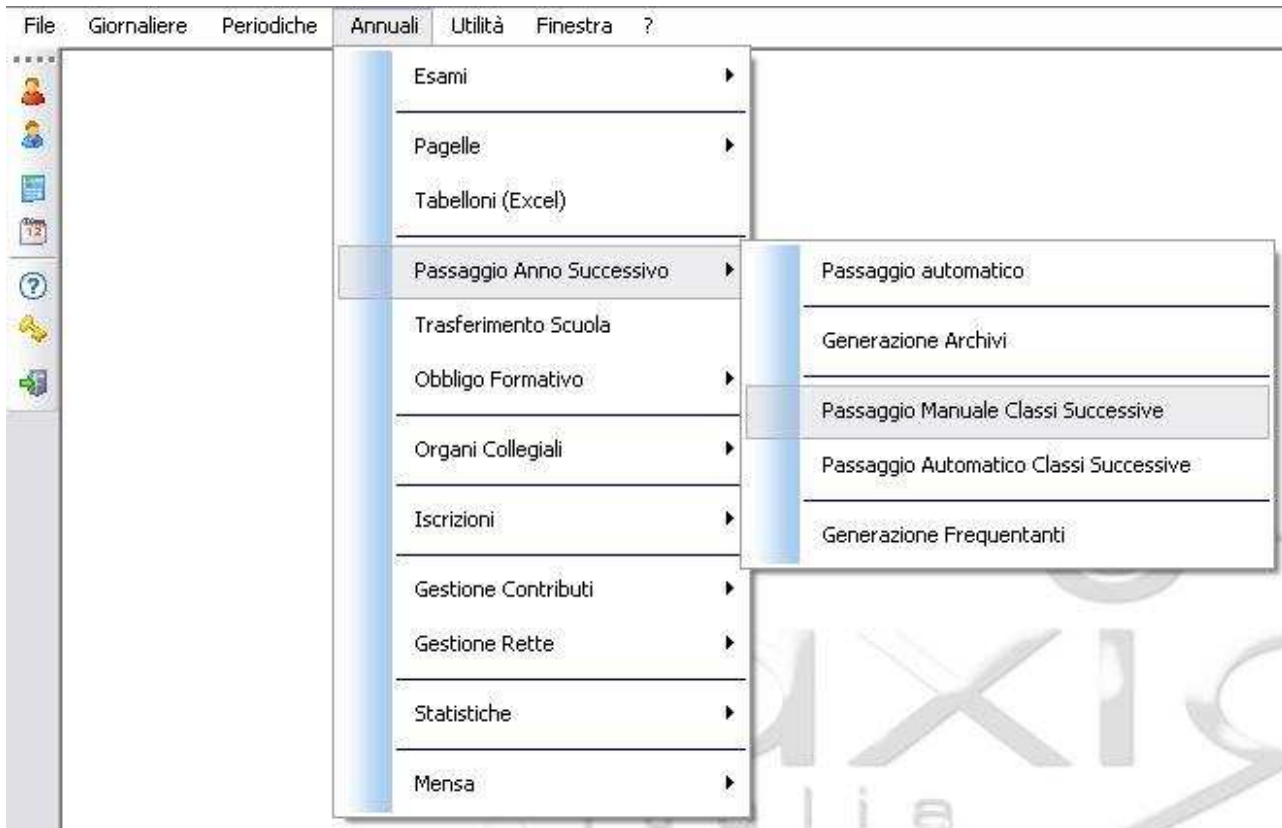 File Giornaliere Periodiche Annuali Utilità Finestra ?
Esami
Pagelle
Tabelloni (Excel)
Passaggio Anno Successivo
Trasferimento Scuola
Obbligo Formativo
Organi Collegiali
Iscrizioni
Gestione Contributi
Gestione Rette
Statistiche
Mensa
Passaggio automatico
Generazione Archivi
Passaggio Manuale Classi Successive
Passaggio Automatico Classi Successive
Generazione Frequentanti
12